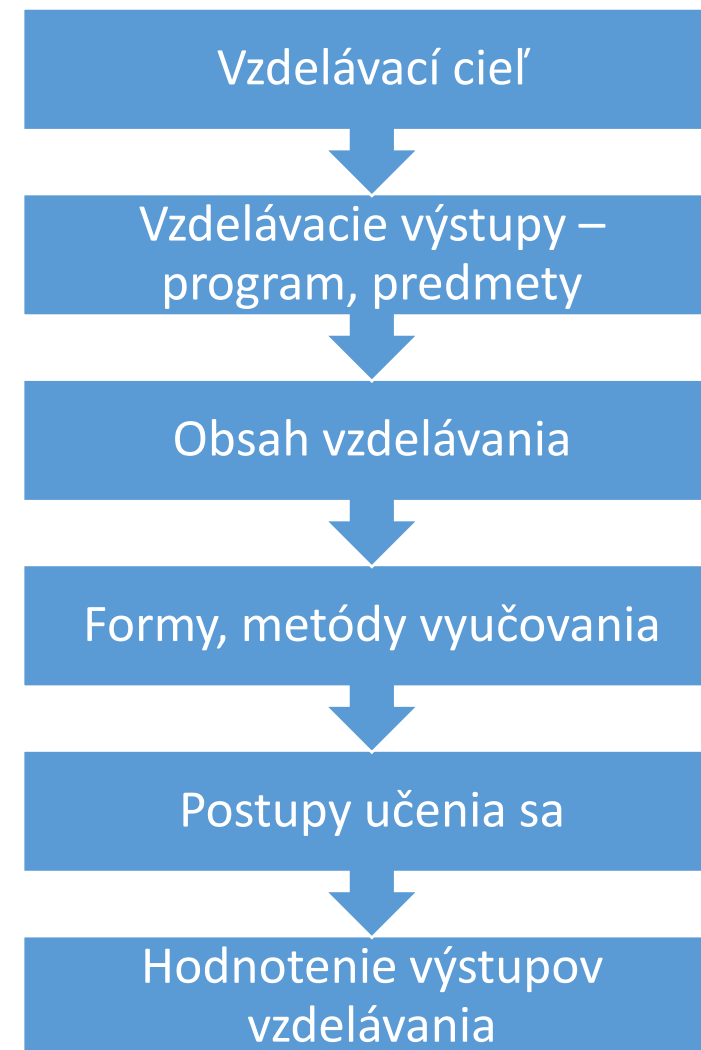 Vzdelávací cieľ
Vzdelávacie výstupy –
program, predmety
Obsah vzdelávania
Formy, metódy vyučovania
Postupy učenia sa
Hodnotenie výstupov
vzdelávania